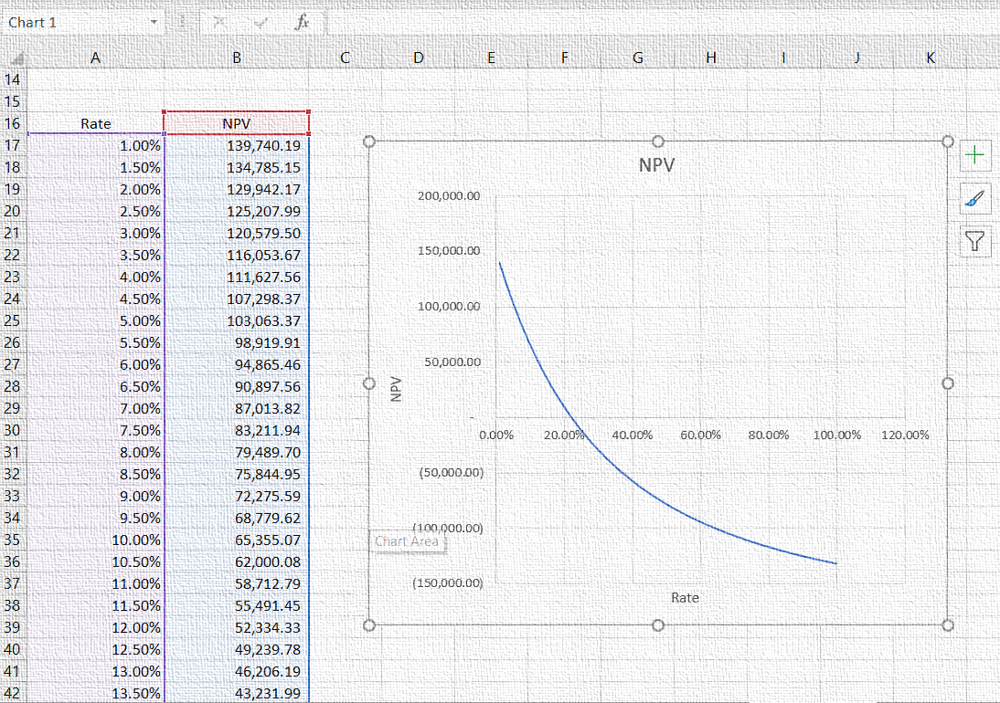 Chart 1
fx
A B C D E F G H I J K
14
15
16 Rate NPV
17 1.00% 139,740.19
18 1.50% 134,785.15
19 2.00% 129,942.17
20 2.50% 125,207.99
21 3.00% 120,579.50
22 3.50% 116,053.67
23 4.00% 111,627.56
24 4.50% 107,298.37
25 5.00% 103,063.37
26 5.50% 98,919.91
27 6.00% 94,865.46
28 6.50% 90,897.56
29 7.00% 87,013.82
30 7.50% 83,211.94
31 8.00% 79,489.70
32 8.50% 75,844.95
33 9.00% 72,275.59
34 9.50% 68,779.62
35 10.00% 65,355.07
36 10.50% 62,000.08
37 11.00% 58,712.79
38 11.50% 55,491.45
39 12.00% 52,334.33
40 12.50% 49,239.78
41 13.00% 46,206.19
42 13.50% 43,231.99
NPV
200,000.00
150,000.00
100,000.00
50,000.00
-
(50,000.00)
(100,000.00)
(150,000.00)
NPV
0.00% 20.00% 40.00% 60.00% 80.00% 100.00% 120.00%
Chart Area
Rate